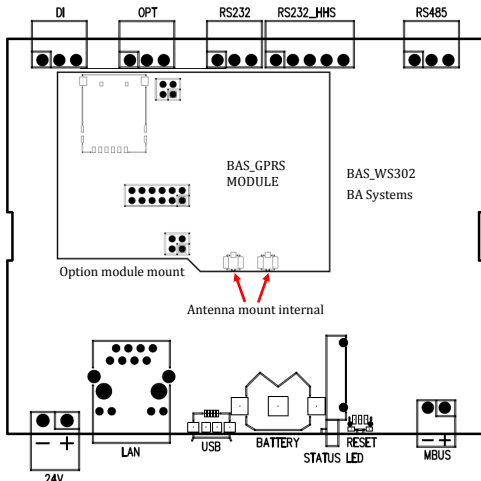 DI
OPT
RS232
RS232_HHS
RS485
BAS_GPRS
MODULE
BAS_WS302
BA Systems
Option module mount
Antenna mount internal
LAN
USB
BATTERY
RESET
STATUS LED
MBUS
− +
− +
24V